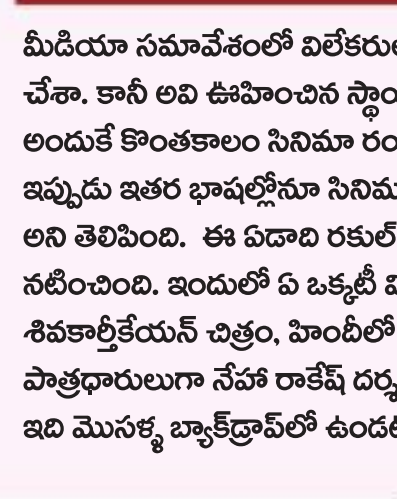 మీడియా సమావేశంలో విలేకరుల
చేశా. కానీ అవి ఊహించిన స్థాయ
అందుకే కొంతకాలం సినిమా రం
ఇప్పుడు ఇతర భాషల్లోనూ సినిమ
అని తెలిపింది. ఈ ఏడాది రకుల్
నటించింది. ఇందులో ఏ ఒక్కటీ వ
శివకార్తీకేయన్ చిత్రం, హిందీలో
పాత్రధారులుగా నేహా రాకేష్ దర్శ
ఇది మొసళ్ళ బ్యాక్‌డ్రాప్‌లో ఉండట